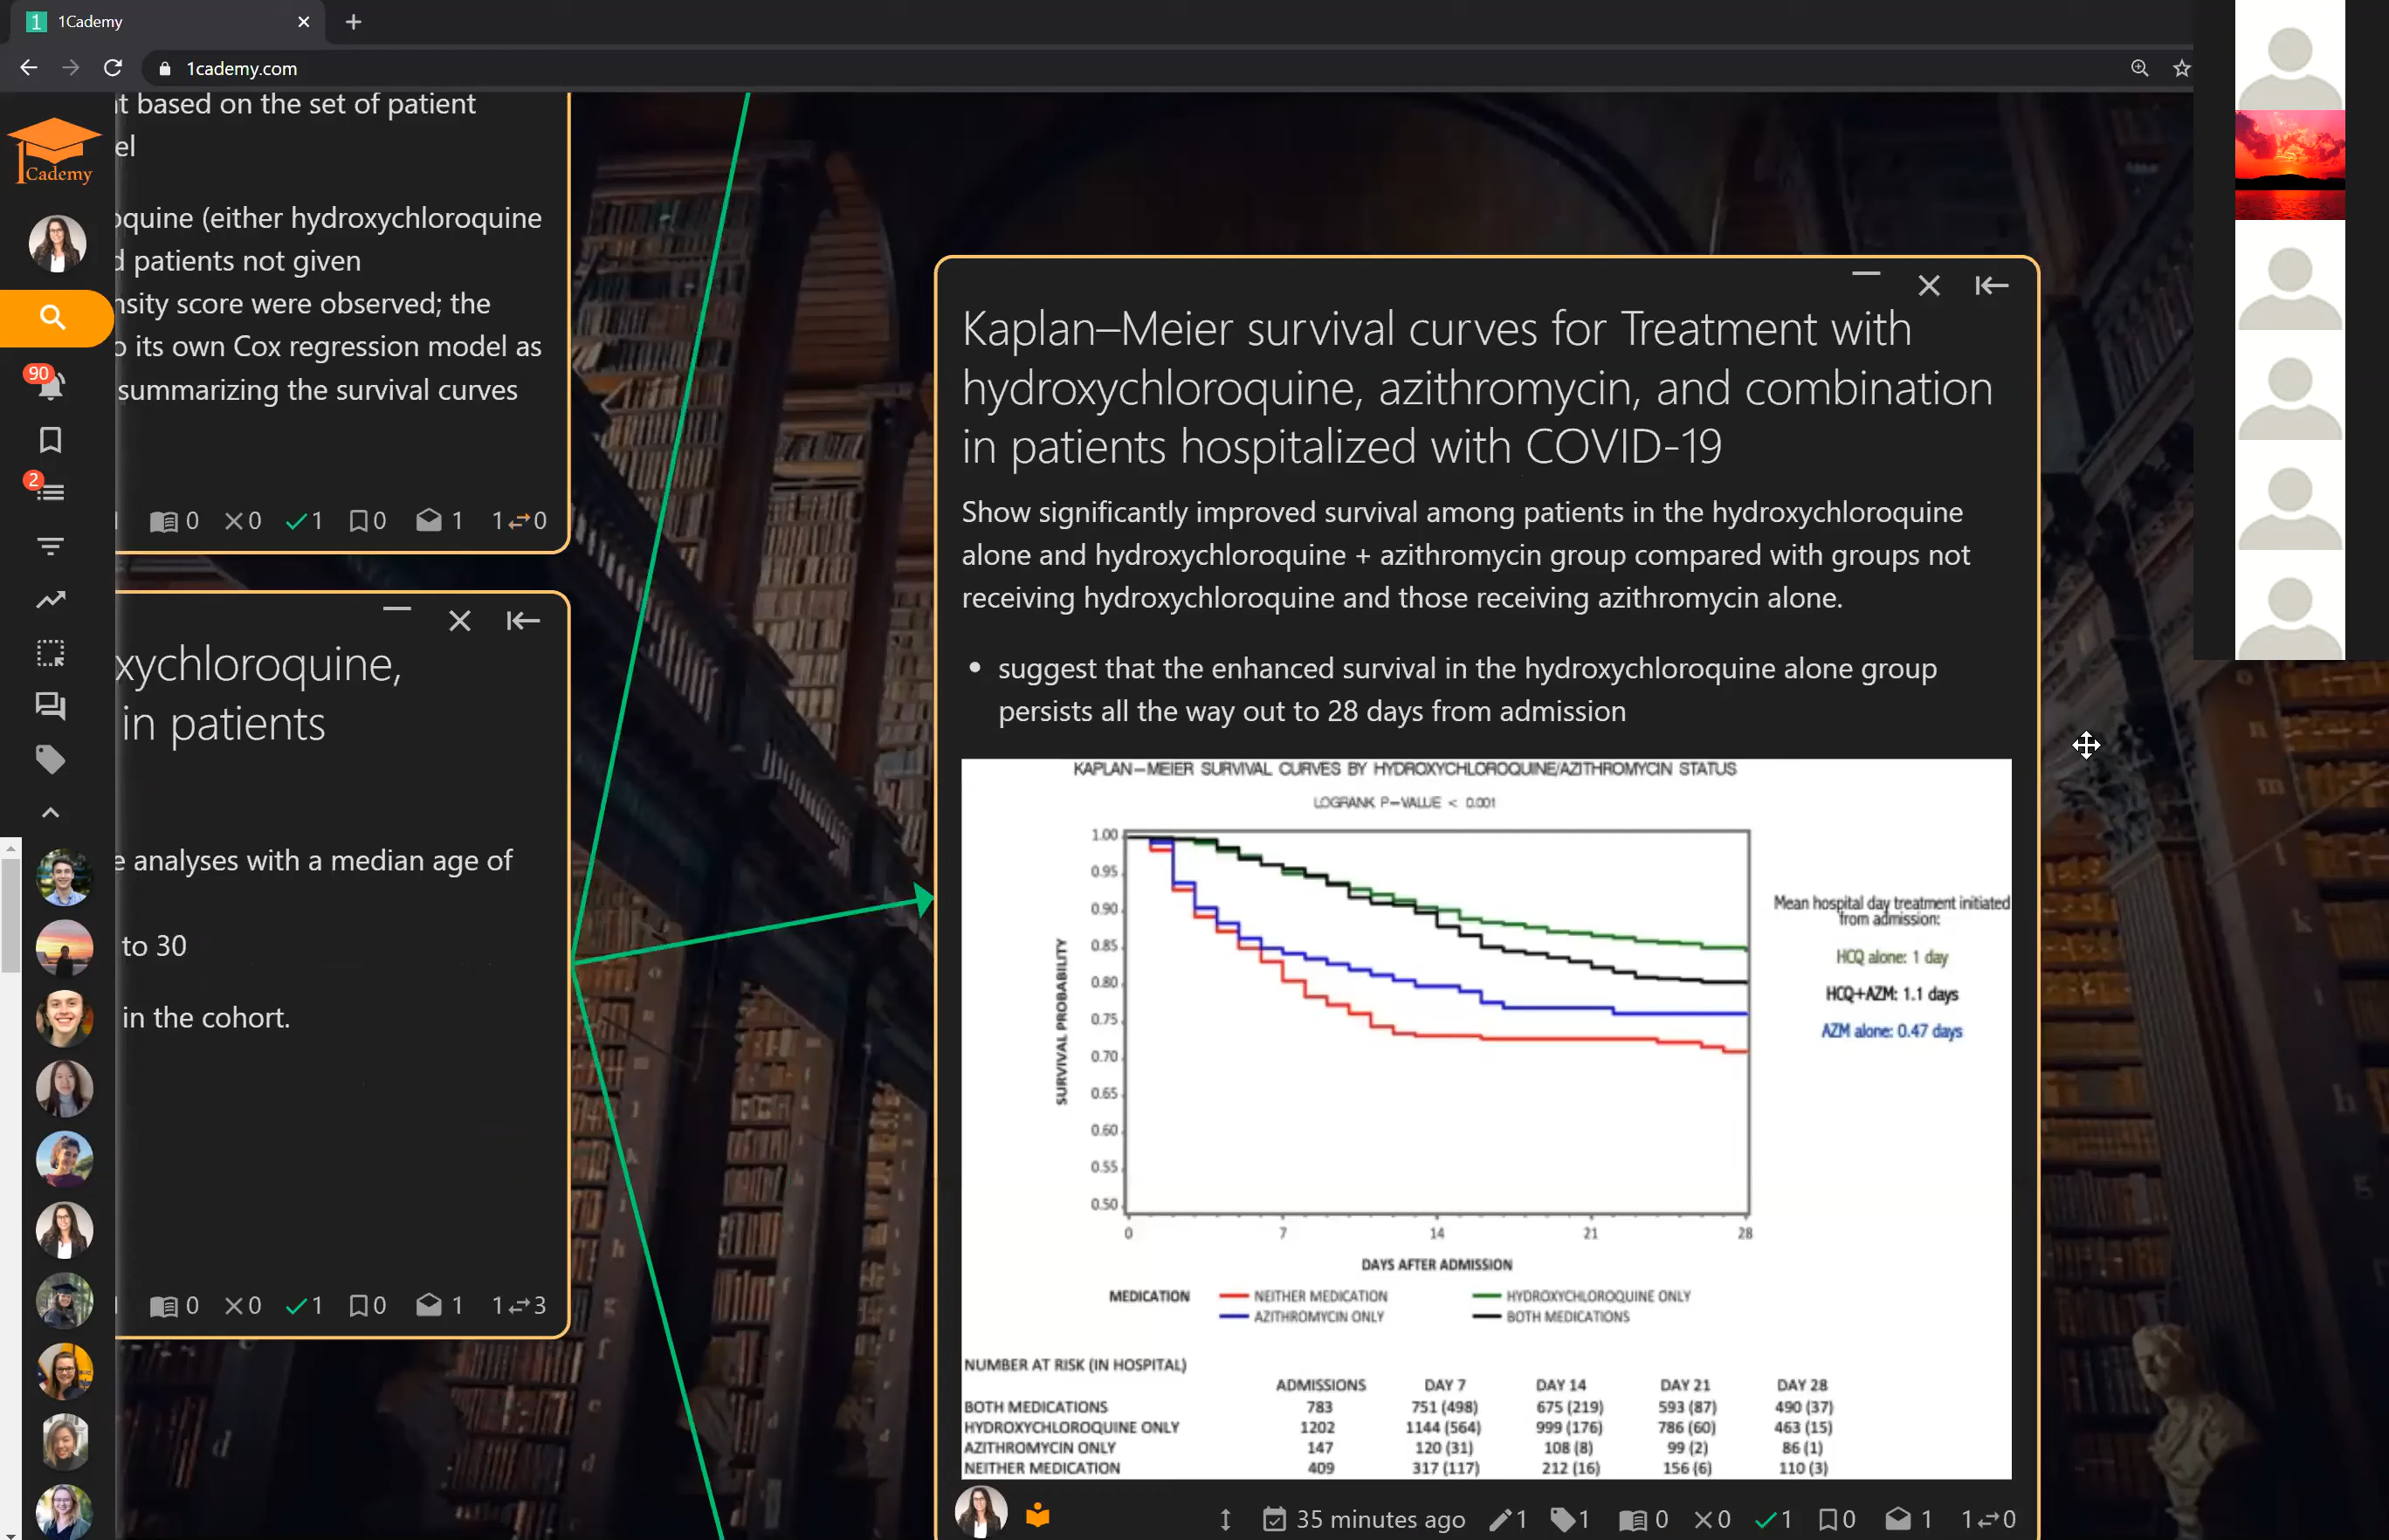 1Cademy
1cademy.com
t based on the set of patient
el
oquine (either hydroxychloroquine
d patients not given
nsity score were observed; the
o its own Cox regression model as
summarizing the survival curves
0 0 1 0 1 1 0
Cademy
90
2
xychloroquine,
in patients
e analyses with a median age of
to 30
in the cohort.
0 0 1 0 1 1 3
Kaplan–Meier survival curves for Treatment with
hydroxychloroquine, azithromycin, and combination
in patients hospitalized with COVID-19
Show significantly improved survival among patients in the hydroxychloroquine
alone and hydroxychloroquine + azithromycin group compared with groups not
receiving hydroxychloroquine and those receiving azithromycin alone.
• suggest that the enhanced survival in the hydroxychloroquine alone group
persists all the way out to 28 days from admission
KAPLAN–MEIER SURVIVAL CURVES BY HYDROXYCHLOROQUINE/AZITHROMYCIN STATUS
LOGRANK P–VALUE < 0.001
SURVIVAL PROBABILITY
1.00
0.95
0.90
0.85
0.80
0.75
0.70
0.65
0.60
0.55
0.50
0 7 14 21 28
DAYS AFTER ADMISSION
Mean hospital day treatment initiated
from admission:
HCQ alone: 1 day
HCQ+AZM: 1.1 days
AZM alone: 0.47 days
MEDICATION NEITHER MEDICATION HYDROXYCHLOROQUINE ONLY
AZITHROMYCIN ONLY BOTH MEDICATIONS
NUMBER AT RISK (IN HOSPITAL)
ADMISSIONS DAY 7 DAY 14 DAY 21 DAY 28
BOTH MEDICATIONS 783 751 (498) 675 (219) 593 (87) 490 (37)
HYDROXYCHLOROQUINE ONLY 1202 1144 (564) 999 (176) 786 (60) 463 (15)
AZITHROMYCIN ONLY 147 120 (31) 108 (8) 99 (2) 86 (1)
NEITHER MEDICATION 409 317 (117) 212 (16) 156 (6) 110 (3)
35 minutes ago 1 1 0 0 1 0 1 1 0